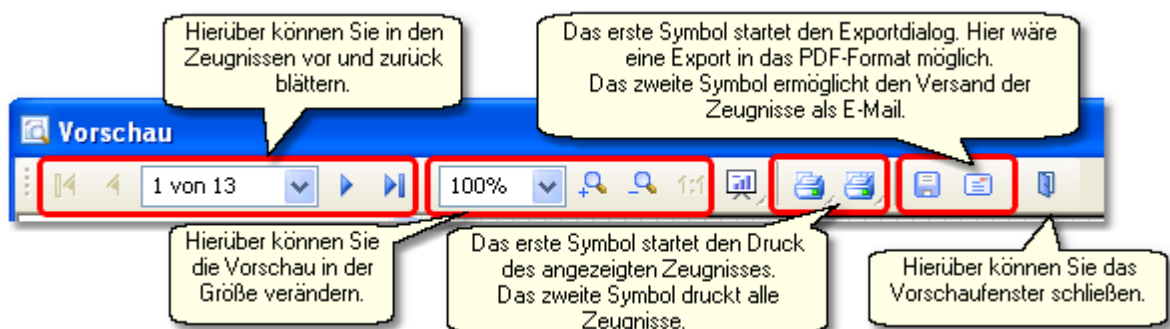 Hierüber können Sie in den
Zeugnissen vor und zurück
blättern.
Das erste Symbol startet den Exportdialog. Hier wäre
eine Export in das PDF-Format möglich.
Das zweite Symbol ermöglicht den Versand der
Zeugnisse als E-Mail.
Vorschau
1 von 13
100%
1:1
Hierüber können Sie
die Vorschau in der
Größe verändern.
Das erste Symbol startet den Druck
des angezeigten Zeugnisses.
Das zweite Symbol druckt alle
Zeugnisse.
Hierüber können Sie das
Vorschaufenster schließen.